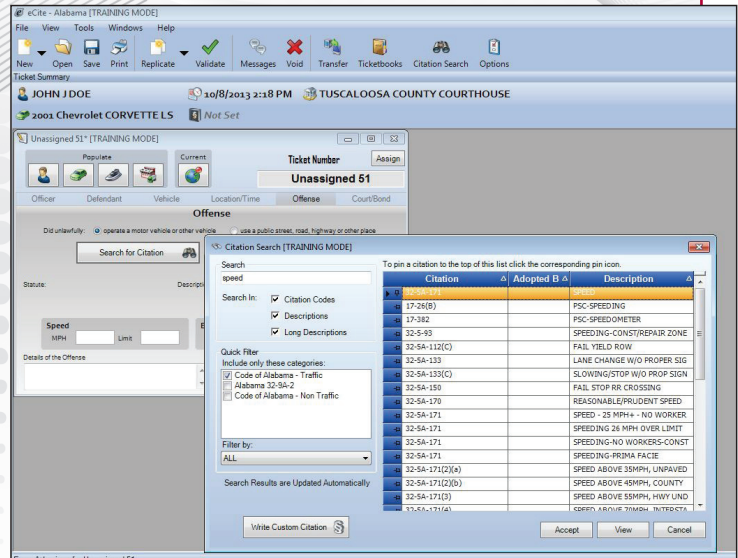 eCite - Alabama [TRAINING MODE]
File View Tools Windows Help
New Open Save Print Replicate Validate Messages Void Transfer Ticketbooks Citation Search Options
Ticket Summary
JOHN J DOE 10/8/2013 2:18 PM TUSCALOOSA COUNTY COURTHOUSE
2001 Chevrolet CORVETTE LS Not Set
Unassigned 51* [TRAINING MODE]
Populate Current Ticket Number Assign
Unassigned 51
Officer Defendant Vehicle Location/Time Offense Court/Bond
Offense
Did unlawfully: operate a motor vehicle or other vehicle use a public street, road, highway or other place
Search for Citation
Statute: Descripti
Speed
MPH Limit
Details of the Offense
Citation Search [TRAINING MODE]
Search
speed
Search In: Citation Codes
Descriptions
Long Descriptions
Quick Filter
Include only these categories:
Code of Alabama - Traffic
Alabama 32-9A-2
Code of Alabama - Non Traffic
Filter by:
ALL
Search Results are Updated Automatically
Write Custom Citation
To pin a citation to the top of this list click the corresponding pin icon.
Citation Adopted B Description
32-5A-171 SPEED
17-26(B) PSC-SPEEDING
17-382 PSC-SPEEDOMETER
32-5-93 SPEEDING-CONST/REPAIR ZONE
32-5A-112(C) FAIL YIELD ROW
32-5A-133 LANE CHANGE W/O PROPER SIG
32-5A-133(C) SLOWING/STOP W/O PROP SIGN
32-5A-150 FAIL STOP RR CROSSING
32-5A-170 REASONABLE/PRUDENT SPEED
32-5A-171 SPEED - 25 MPH+ - NO WORKER
32-5A-171 SPEEDING 26 MPH OVER LIMIT
32-5A-171 SPEEDING-NO WORKERS-CONST
32-5A-171 SPEEDING-PRIMA FACIE
32-5A-171(2)(a) SPEED ABOVE 35MPH, UNPAVED
32-5A-171(2)(b) SPEED ABOVE 45MPH, COUNTY
32-5A-171(3) SPEED ABOVE 55MPH, HWY UND
32-5A-171(4) SPEED ABOVE 70MPH, INTERSTA
Accept View Cancel